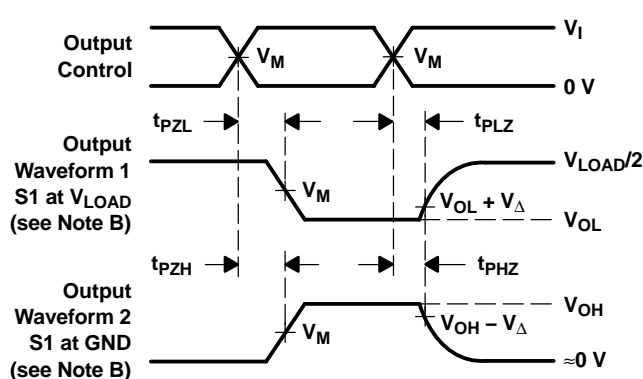 Output
Control
V_M
V_M
V_I
0 V
t_PZL
t_PLZ
Output
Waveform 1
S1 at V_LOAD
(see Note B)
V_M
V_LOAD/2
V_OL + V_Δ
V_OL
t_PZH
t_PHZ
Output
Waveform 2
S1 at GND
(see Note B)
V_M
V_OH
V_OH – V_Δ
≈0 V